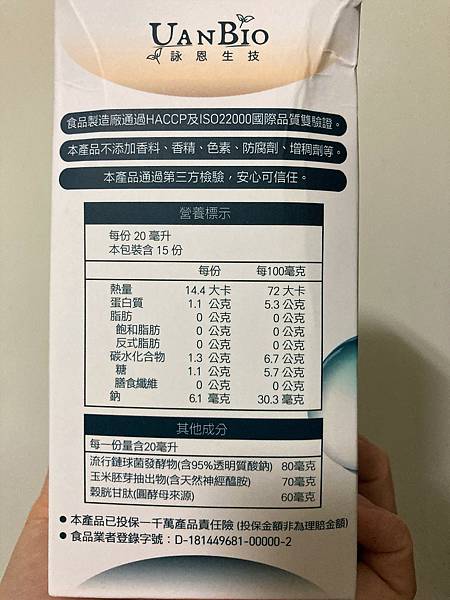 UANBIO
詠恩生技
食品製造廠通過HACCP及ISO22000國際品質雙驗證。
本產品不添加香料、香精、色素、防腐劑、增稠劑等。
本產品通過第三方檢驗，安心可信任。
營養標示
每份 20 毫升
本包裝含 15 份
每份 每100毫克
熱量 14.4 大卡 72 大卡
蛋白質 1.1 公克 5.3 公克
脂肪 0 公克 0 公克
飽和脂肪 0 公克 0 公克
反式脂肪 0 公克 0 公克
碳水化合物 1.3 公克 6.7 公克
糖 1.1 公克 5.7 公克
膳食纖維 0 公克 0 公克
鈉 6.1 毫克 30.3 毫克
其他成分
每一份量含20毫升
流行鏈球菌發酵物(含95%透明質酸鈉) 80毫克
玉米胚芽抽出物(含天然神經醯胺) 70毫克
穀胱甘肽(圓酵母來源) 60毫克
● 本產品已投保一千萬產品責任險 (投保金額非為理賠金額)
● 食品業者登錄字號：D-181449681-00000-2